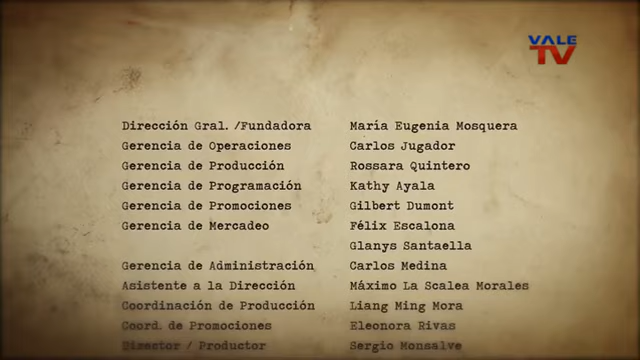 VALE
TV
Dirección Gral. /Fundadora María Eugenia Mosquera
Gerencia de Operaciones Carlos Jugador
Gerencia de Producción Rossara Quintero
Gerencia de Programación Kathy Ayala
Gerencia de Promociones Gilbert Dumont
Gerencia de Mercadeo Félix Escalona
Glanys Santaella
Gerencia de Administración Carlos Medina
Asistente a la Dirección Máximo La Scalea Morales
Coordinación de Producción Liang Ming Mora
Coord. de Promociones Eleonora Rivas
Director / Productor Sergio Monsalve